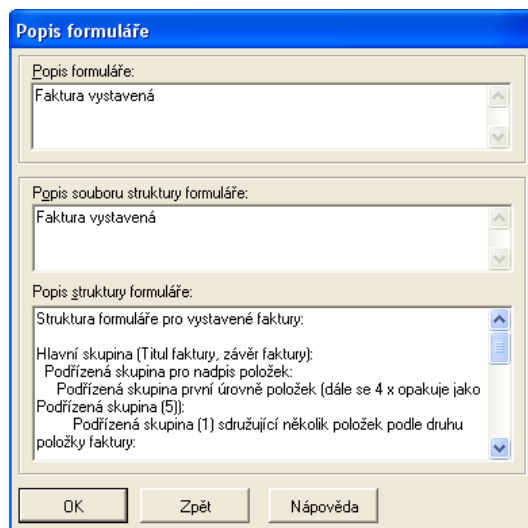 Popis formuláře
Popis formuláře:
Faktura vystavená
Popis souboru struktury formuláře:
Faktura vystavená
Popis struktury formuláře:
Struktura formuláře pro vystavené faktury:
Hlavní skupina (Titul faktury, závěr faktury):
Podřízená skupina pro nadpis položek:
Podřízená skupina první úrovně položek (dále se 4 x opakuje jako
Podřízená skupina (5)):
Podřízená skupina (1) sdružující několik položek podle druhu
položky faktury:
OK
Zpět
Nápověda